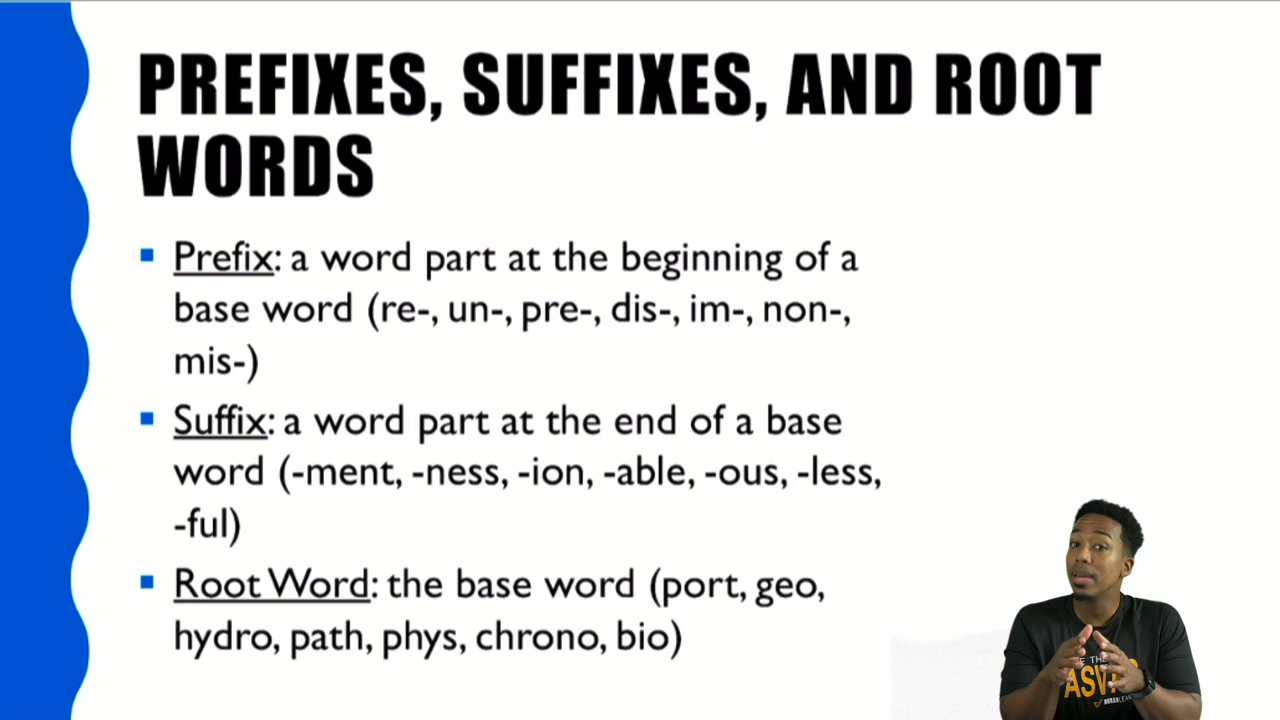 PREFIXES, SUFFIXES, AND ROOT
WORDS
▪ Prefix: a word part at the beginning of a
base word (re-, un-, pre-, dis-, im-, non-,
mis-)
▪ Suffix: a word part at the end of a base
word (-ment, -ness, -ion, -able, -ous, -less,
-ful)
▪ Root Word: the base word (port, geo,
hydro, path, phys, chrono, bio)
THE